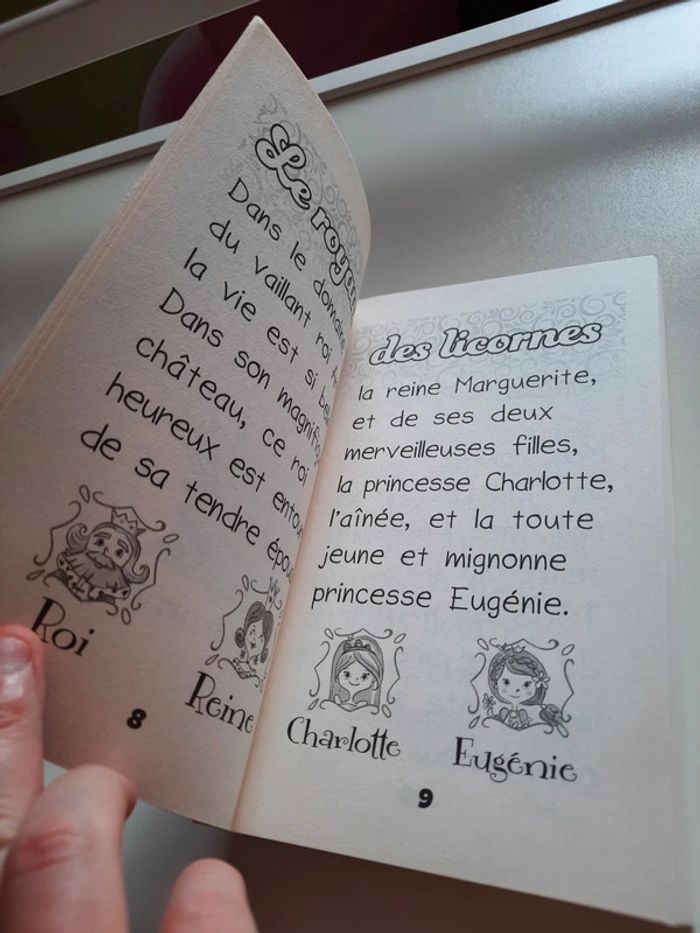 Le
Dans le domaine
du vaillant roi
la vie est si
Dans son
château, ce roi
heureux est
de sa tendre
Roi
Reine
8
des licornes
la reine Marguerite,
et de ses deux
merveilleuses filles,
la princesse Charlotte,
l'aînée, et la toute
jeune et mignonne
princesse Eugénie.
Charlotte
Eugénie
9